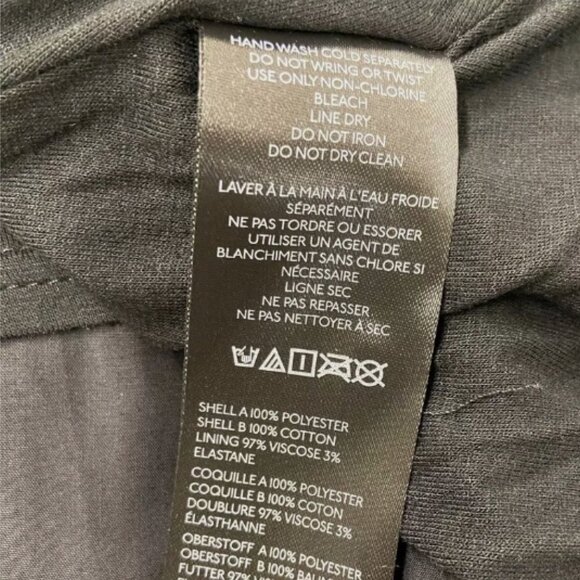 HAND WASH COLD SEPARATELY
DO NOT WRING OR TWIST
USE ONLY NON-CHLORINE
BLEACH
LINE DRY
DO NOT IRON
DO NOT DRY CLEAN
LAVER À LA MAIN À L'EAU FROIDE
SÉPARÉMENT
NE PAS TORDRE OU ESSORER
UTILISER UN AGENT DE
BLANCHIMENT SANS CHLORE SI
NÉCESSAIRE
LIGNE SEC
NE PAS REPASSER
NE PAS NETTOYER À SEC
SHELL A 100% POLYESTER
SHELL B 100% COTTON
LINING 97% VISCOSE 3%
ELASTANE
COQUILLE A 100% POLYESTER
COQUILLE B 100% COTTON
DOUBLURE 97% VISCOSE 3%
ÉLASTHANNE
OBERSTOFF A 100% POLYESTER
OBERSTOFF B 100% BAUM
FUTTER 97%